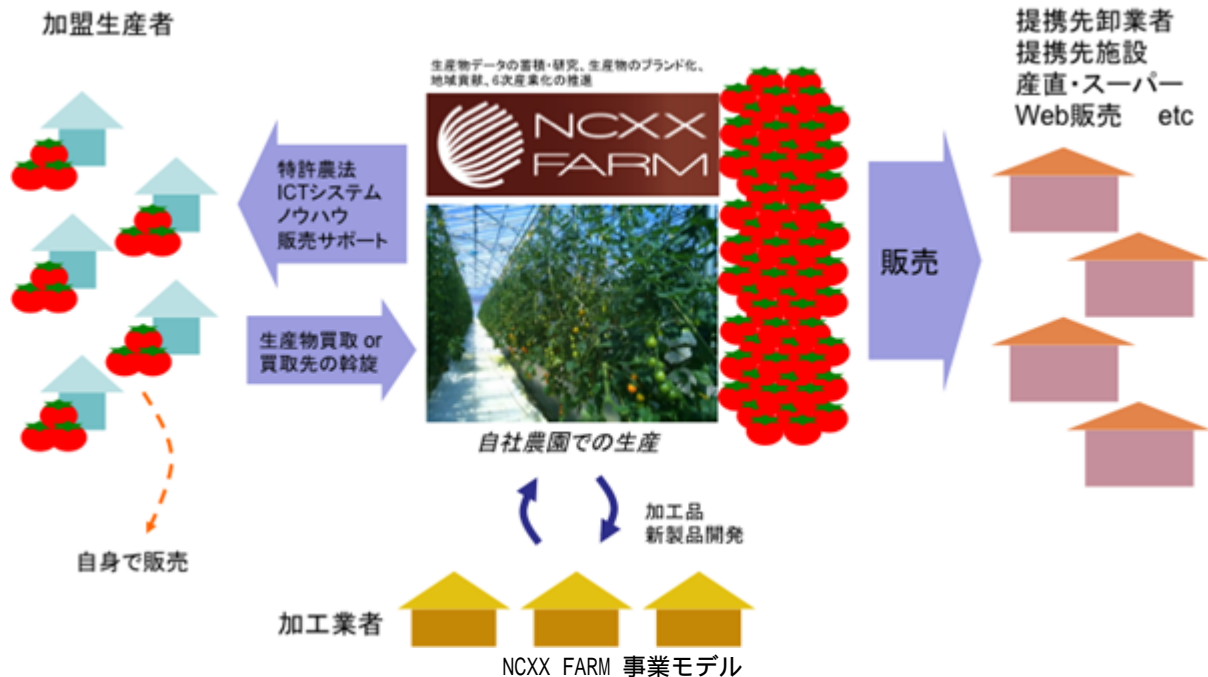 加盟生産者
生産物データの蓄積・研究、生産物のブランド化、
地域貢献、6次産業化の推進
NCXX
FARM
提携先卸業者
提携先施設
産直・スーパー
Web販売 etc
特許農法
ICTシステム
ノウハウ
販売サポート
生産物買取 or
買取先の斡旋
販売
自社農園での生産
加工品
新製品開発
自身で販売
加工業者
NCXX FARM 事業モデル